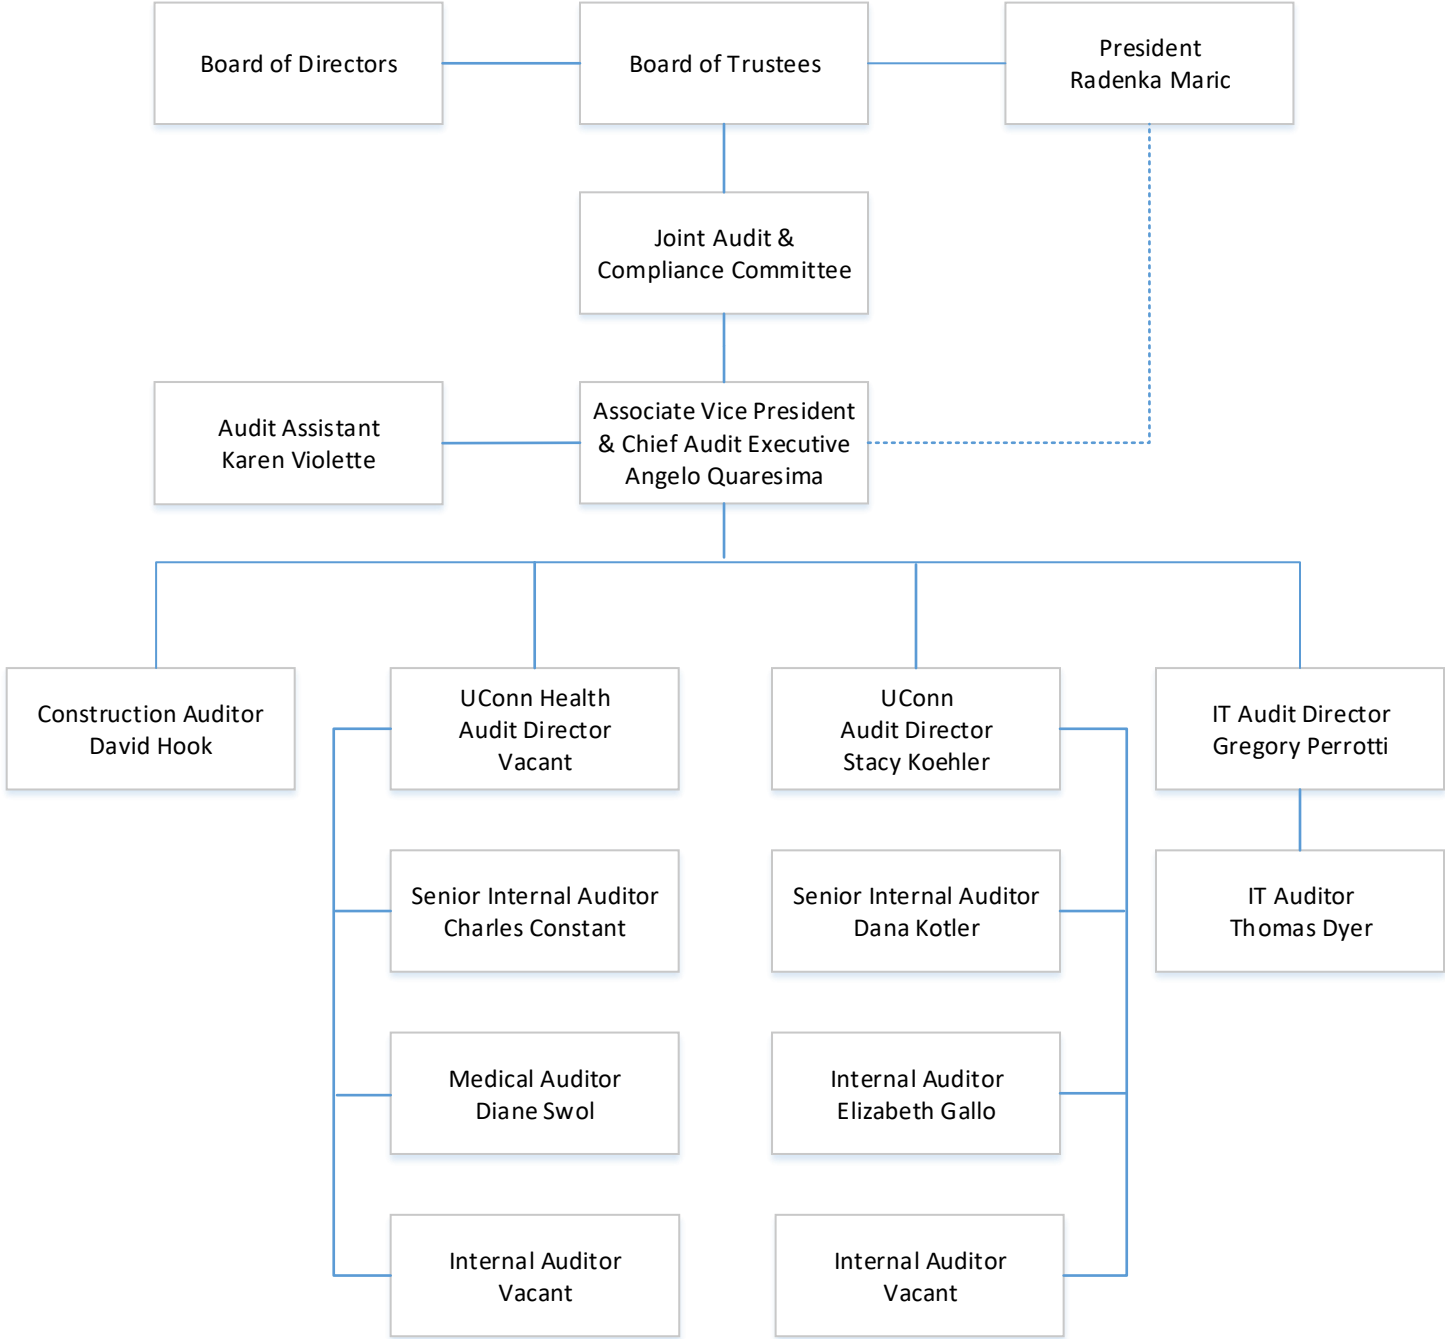 Board of Directors
Board of Trustees
President
Radenka Maric
Joint Audit &
Compliance Committee
Audit Assistant
Karen Violette
Associate Vice President
& Chief Audit Executive
Angelo Quaresima
Construction Auditor
David Hook
UConn Health
Audit Director
Vacant
UConn
Audit Director
Stacy Koehler
IT Audit Director
Gregory Perrotti
Senior Internal Auditor
Charles Constant
Senior Internal Auditor
Dana Kotler
IT Auditor
Thomas Dyer
Medical Auditor
Diane Swol
Internal Auditor
Elizabeth Gallo
Internal Auditor
Vacant
Internal Auditor
Vacant